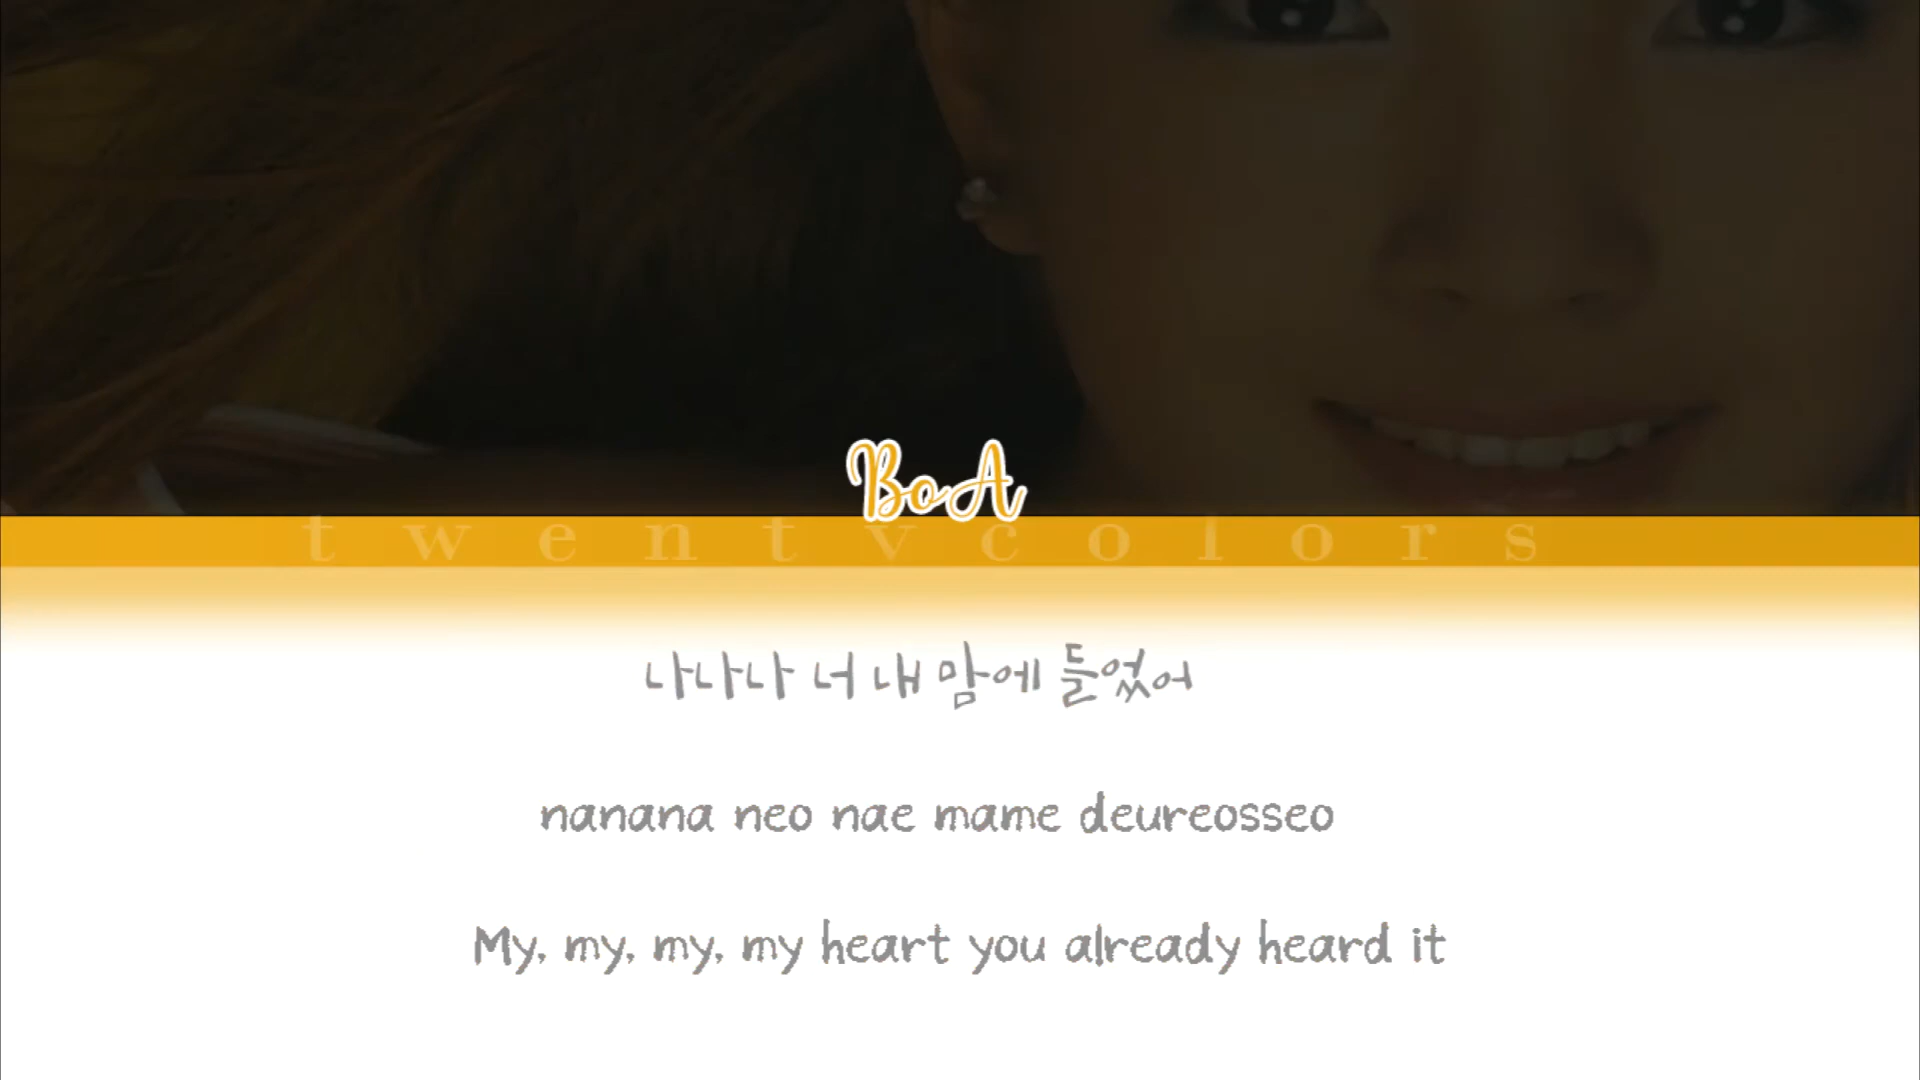 BoA
twentycolors
나나나 너 내 맘에 들었어
nanana neo nae mame deureosseo
My, my, my, my heart you already heard it